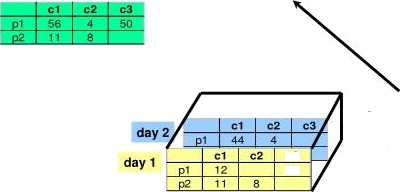 c1 c2 c3
p1 56 4 50
p2 11 8
day 2
c1 c2 c3
p1 44 4
day 1
c1 c2
p1 12
p2 11 8